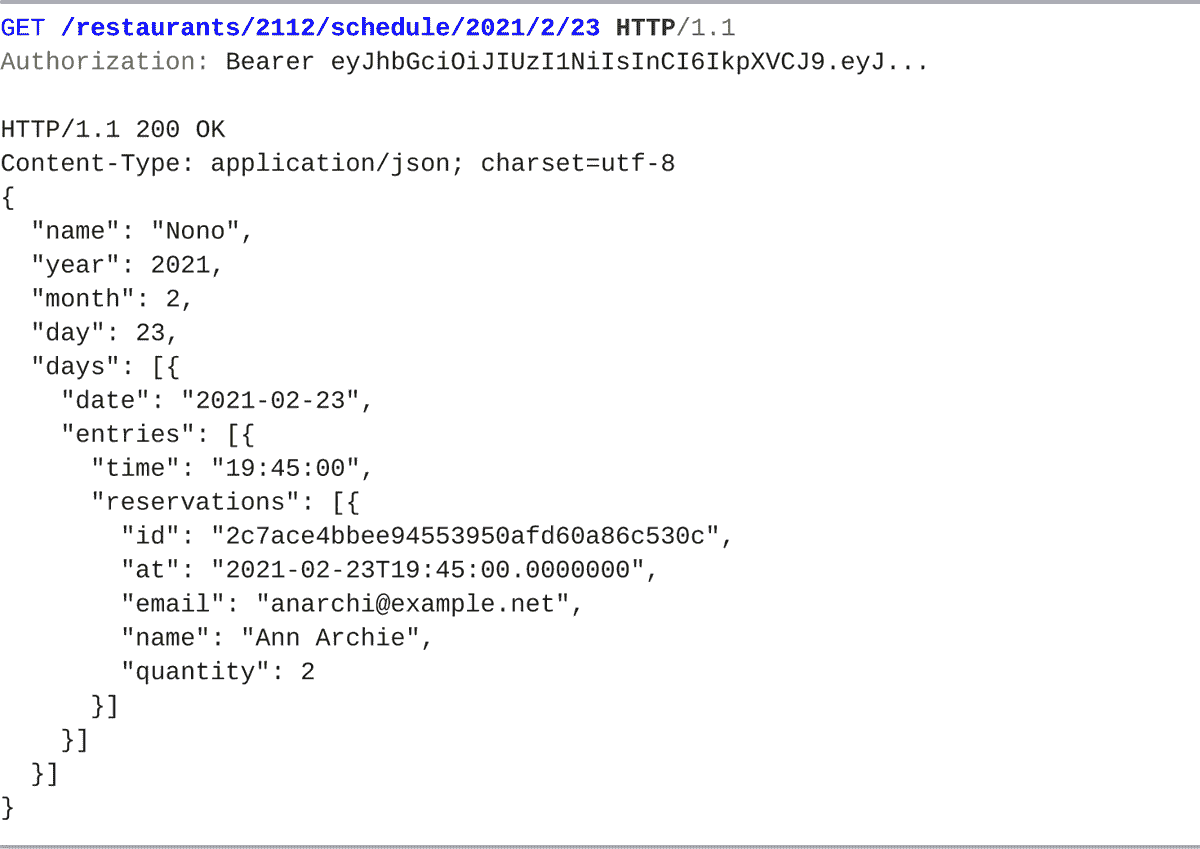 GET /restaurants/2112/schedule/2021/2/23 HTTP/1.1
Authorization: Bearer eyJhbGciOiJIUzI1NiIsInCI6IkpXVCJ9.eyJ...

HTTP/1.1 200 OK
Content-Type: application/json; charset=utf-8
{
  "name": "Nono",
  "year": 2021,
  "month": 2,
  "day": 23,
  "days": [{
    "date": "2021-02-23",
    "entries": [{
      "time": "19:45:00",
      "reservations": [{
        "id": "2c7ace4bbee94553950afd60a86c530c",
        "at": "2021-02-23T19:45:00.0000000",
        "email": "anarchi@example.net",
        "name": "Ann Archie",
        "quantity": 2
      }]
    }]
  }]
}